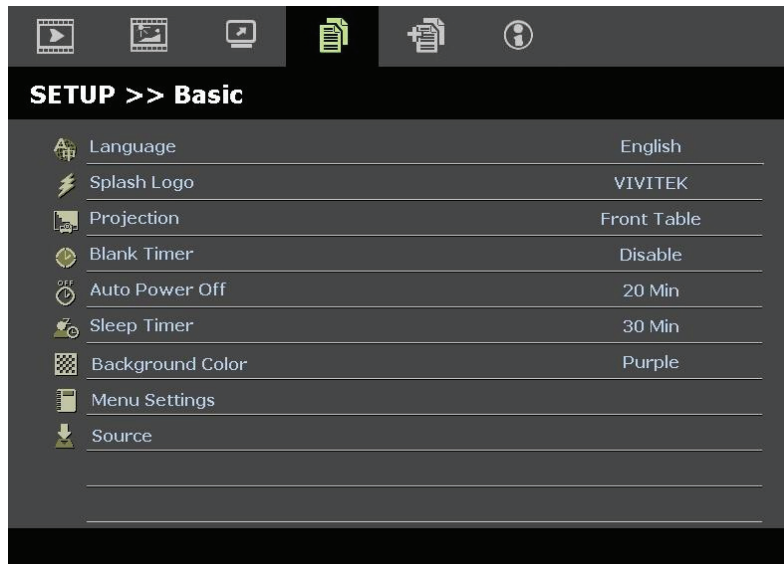 SETUP >> Basic
Language English
Splash Logo VIVITEK
Projection Front Table
Blank Timer Disable
OFF
Auto Power Off 20 Min
Sleep Timer 30 Min
Background Color Purple
Menu Settings
Source